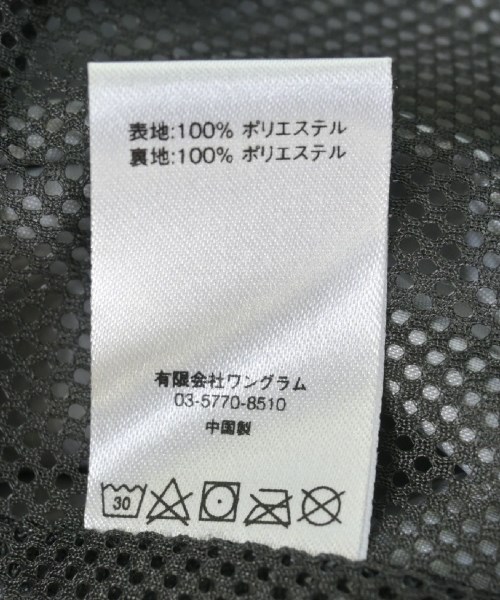 表地:100% ポリエステル
裏地:100% ポリエステル
有限会社ワングラム
03-5770-8510
中国製
30